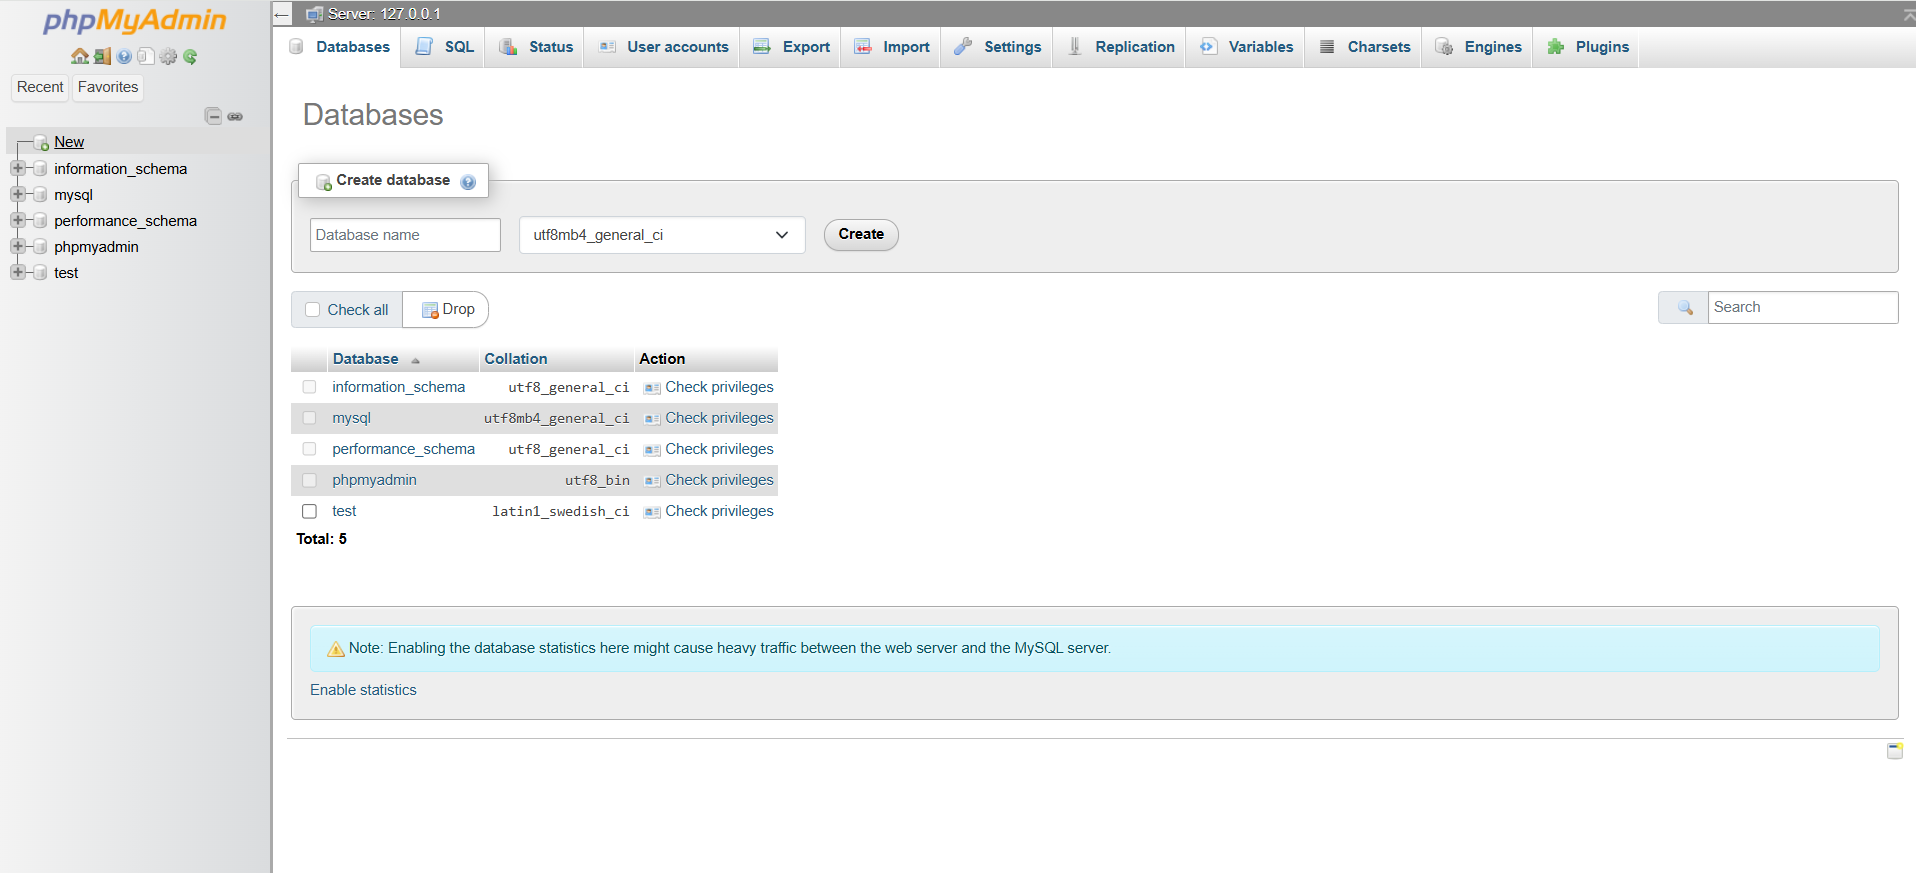 phpMyAdmin
Recent Favorites
New
information_schema
mysql
performance_schema
phpmyadmin
test
Server: 127.0.0.1
Databases SQL Status User accounts Export Import Settings Replication Variables Charsets Engines Plugins
Databases
Create database
Database name utf8mb4_general_ci Create
Check all Drop Search
Database Collation Action
information_schema utf8_general_ci Check privileges
mysql utf8mb4_general_ci Check privileges
performance_schema utf8_general_ci Check privileges
phpmyadmin utf8_bin Check privileges
test latin1_swedish_ci Check privileges
Total: 5
Note: Enabling the database statistics here might cause heavy traffic between the web server and the MySQL server.
Enable statistics